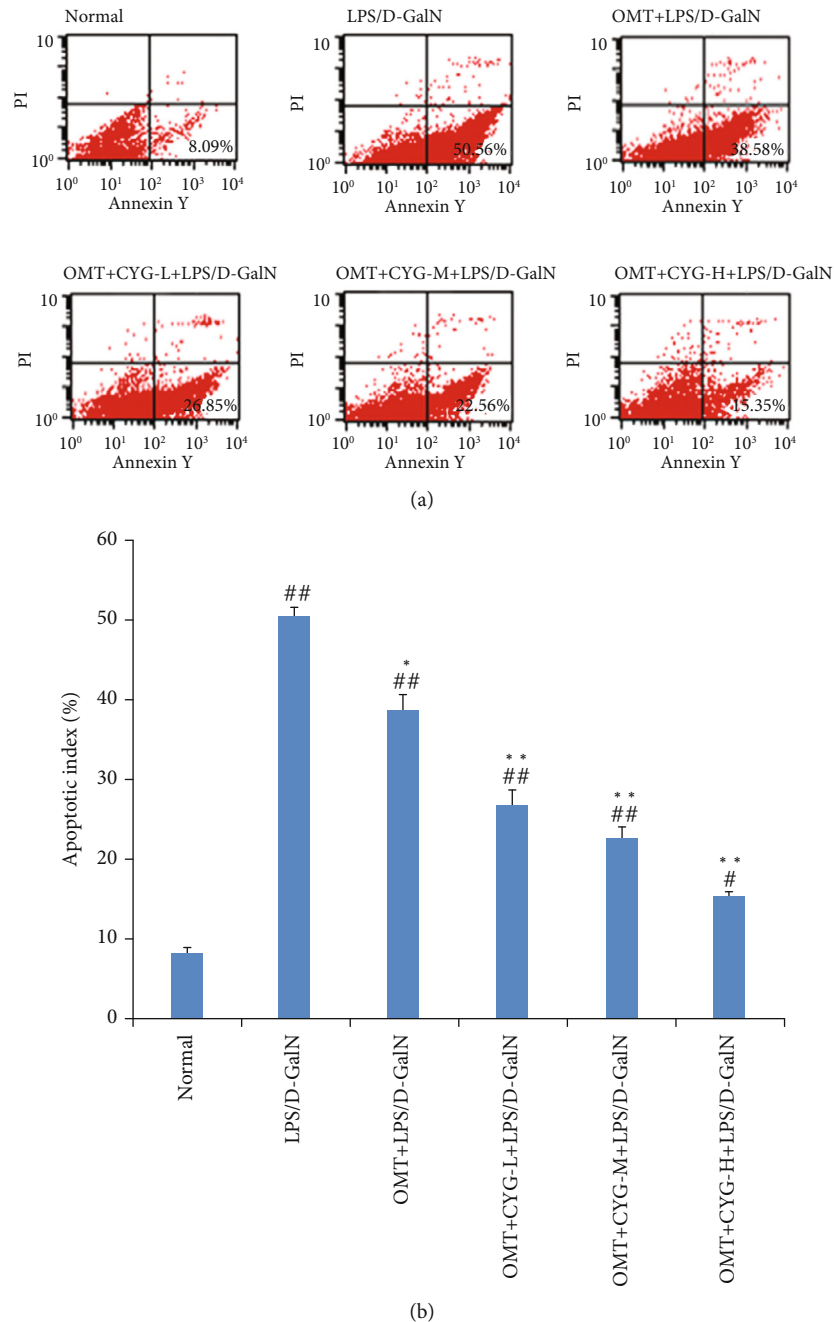 Normal
LPS/D-GalN
OMT+LPS/D-GalN
10
PI
10⁰
8.09%
10⁰ 10¹ 10² 10³ 10⁴
Annexin Y
10
PI
10⁰
50.56%
10⁰ 10¹ 10² 10³ 10⁴
Annexin Y
10
PI
10⁰
38.58%
10⁰ 10¹ 10² 10³ 10⁴
Annexin Y
OMT+CYG-L+LPS/D-GalN
OMT+CYG-M+LPS/D-GalN
OMT+CYG-H+LPS/D-GalN
10
PI
10⁰
26.85%
10⁰ 10¹ 10² 10³ 10⁴
Annexin Y
10
PI
10⁰
22.56%
10⁰ 10¹ 10² 10³ 10⁴
Annexin Y
10
PI
10⁰
15.35%
10⁰ 10¹ 10² 10³ 10⁴
Annexin Y
(a)
Apoptotic index (%)
60
50
40
30
20
10
0
##
*
##
**
##
**
##
**
#
Normal
LPS/D-GalN
OMT+LPS/D-GalN
OMT+CYG-L+LPS/D-GalN
OMT+CYG-M+LPS/D-GalN
OMT+CYG-H+LPS/D-GalN
(b)